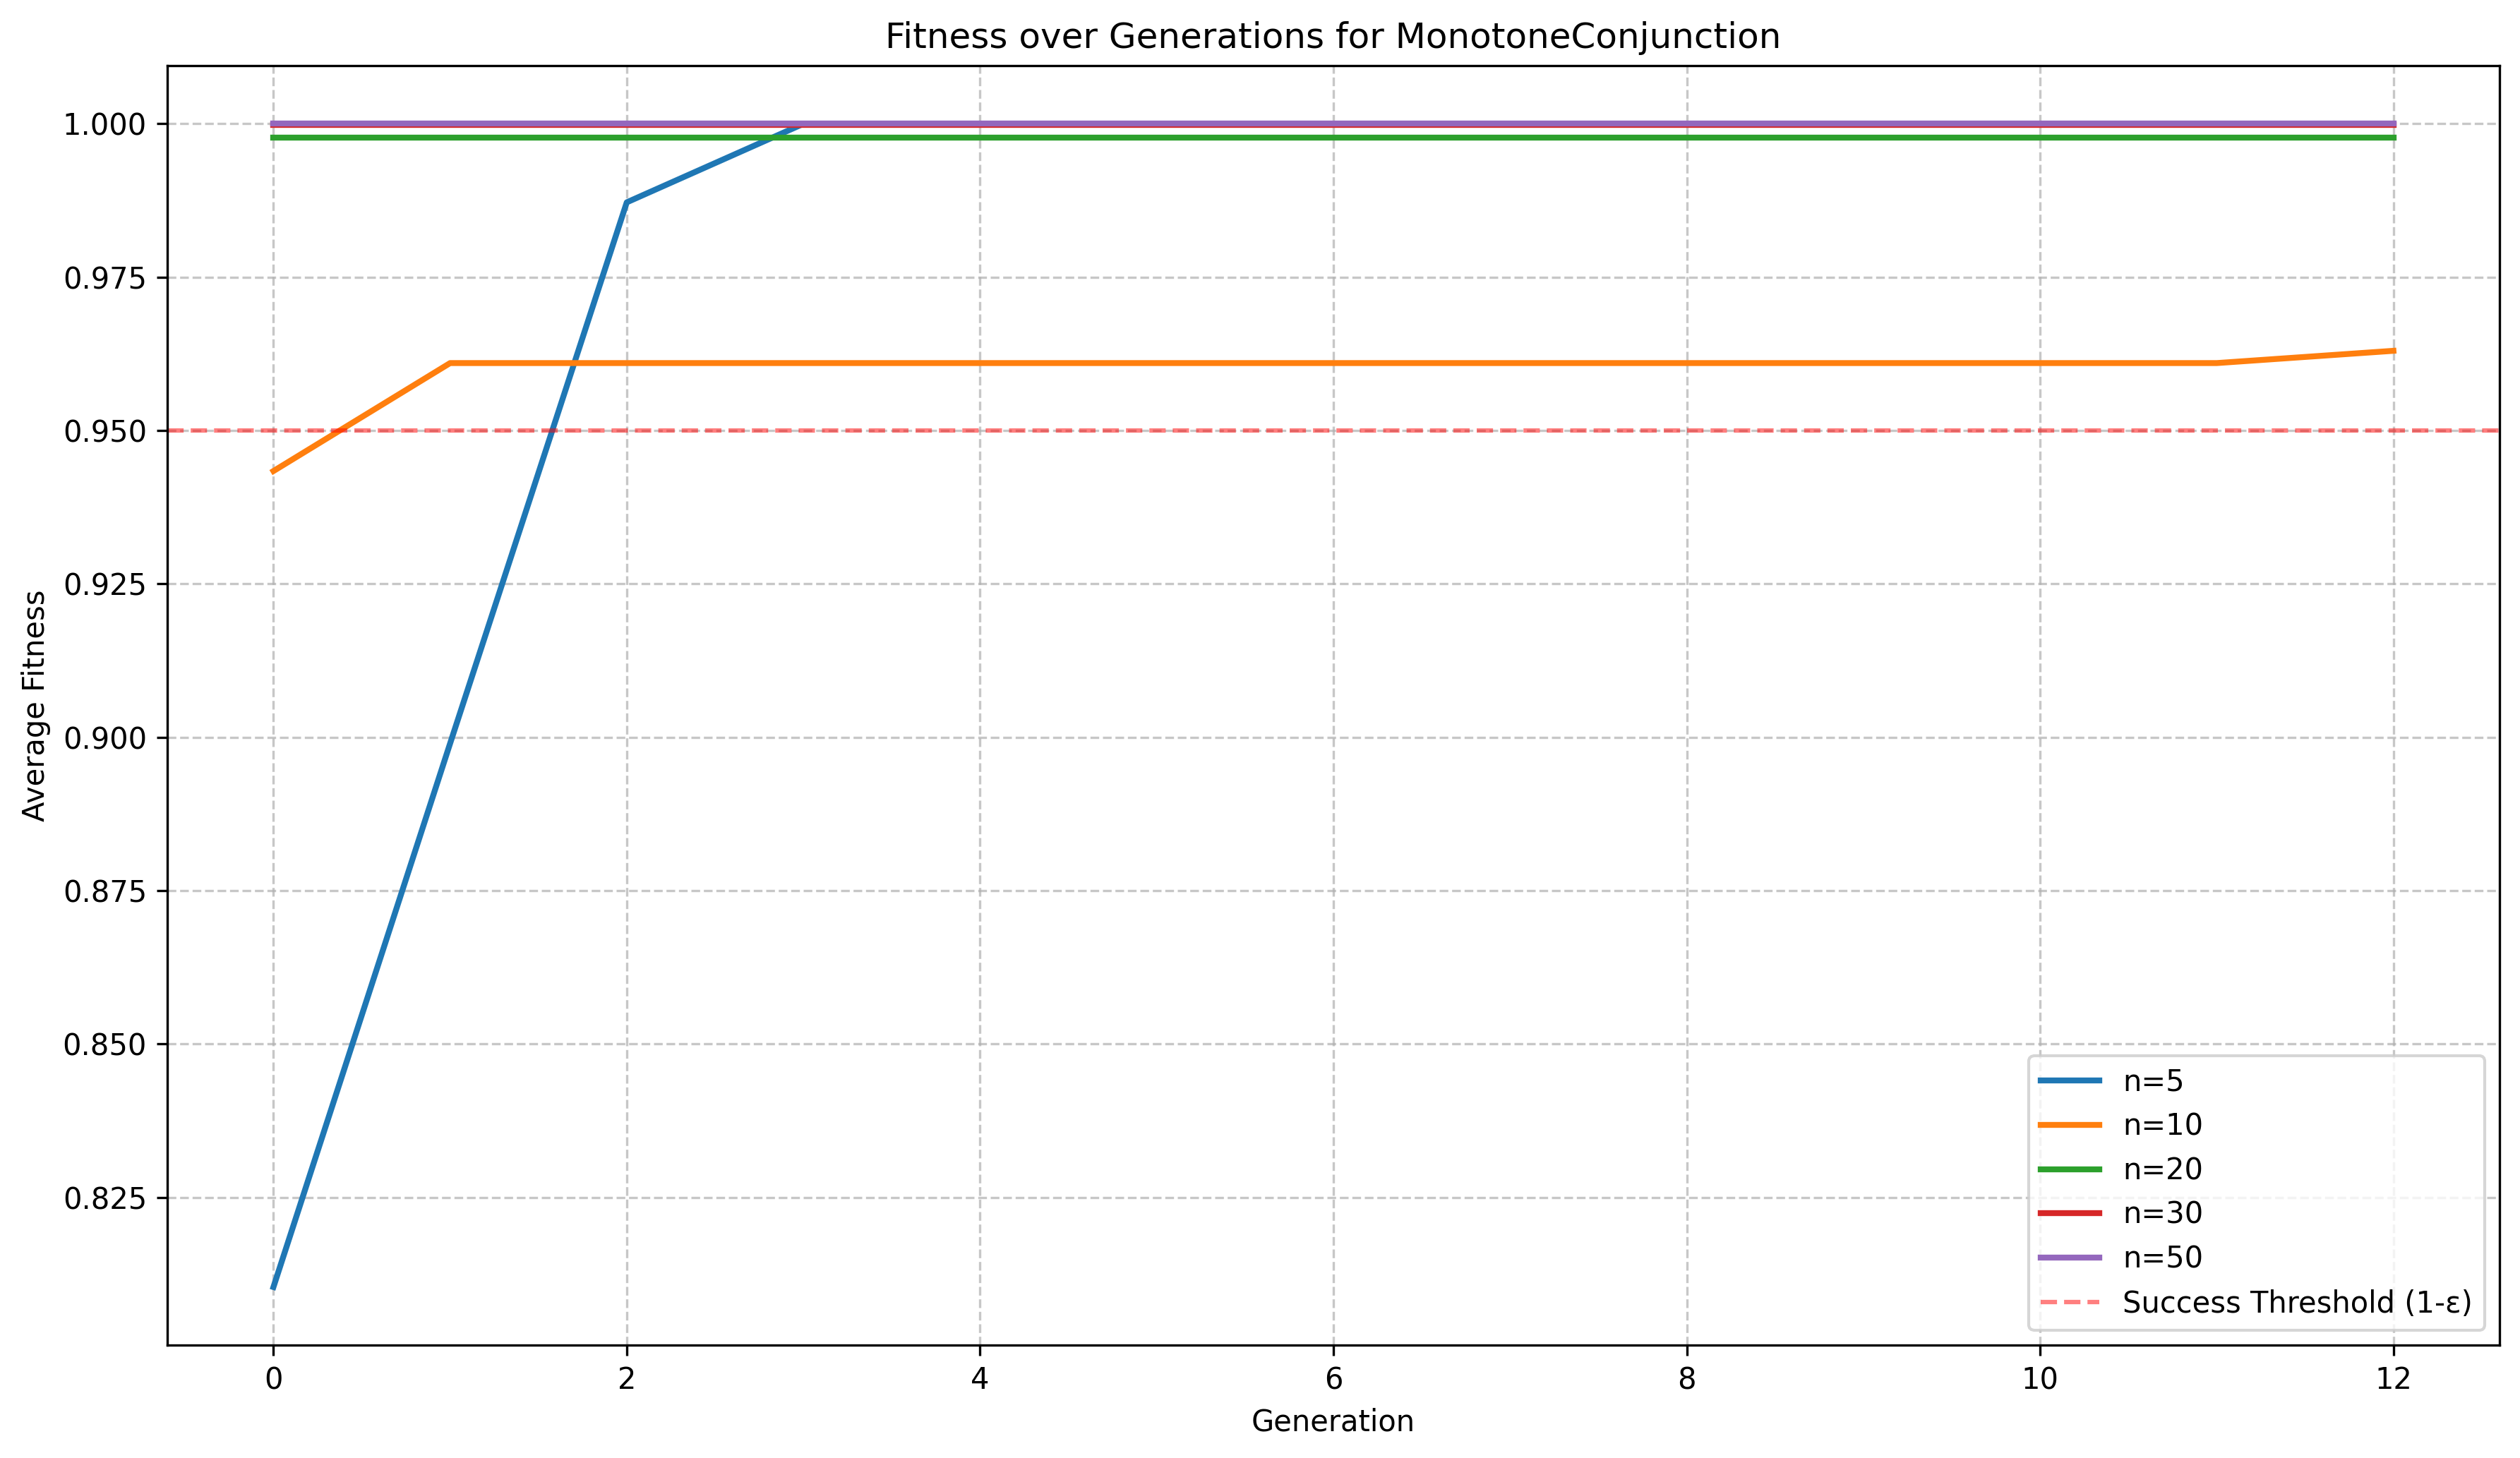 Fitness over Generations for MonotoneConjunction
Average Fitness
1.000
0.975
0.950
0.925
0.900
0.875
0.850
0.825
0 2 4 6 8 10 12
Generation
n=5
n=10
n=20
n=30
n=50
Success Threshold (1-ε)